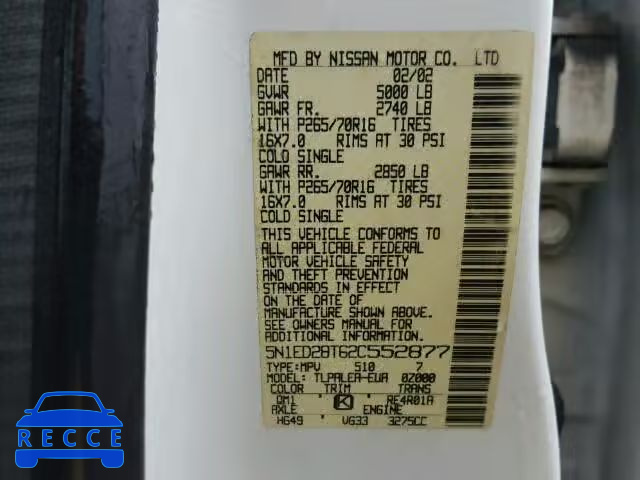 MFD BY NISSAN MOTOR CO. LTD
DATE 02/02
GVWR 5000 LB
GAWR FR. 2740 LB
WITH P265/70R16 TIRES
16X7.0 RIMS AT 30 PSI
COLD SINGLE
GAWR RR. 2850 LB
WITH P265/70R16 TIRES
16X7.0 RIMS AT 30 PSI
COLD SINGLE
THIS VEHICLE CONFORMS TO
ALL APPLICABLE FEDERAL
MOTOR VEHICLE SAFETY
AND THEFT PREVENTION
STANDARDS IN EFFECT
ON THE DATE OF
MANUFACTURE SHOWN ABOVE.
SEE OWNERS MANUAL FOR
ADDITIONAL INFORMATION.
5N1ED28T62C552877
TYPE:MPV 510 7
MODEL: TLPALEA-EWA 0Z000
COLOR TRIM TRANS
QM1 K RE4R01A
AXLE ENGINE
HG49 VG33 3275CC
RECCE